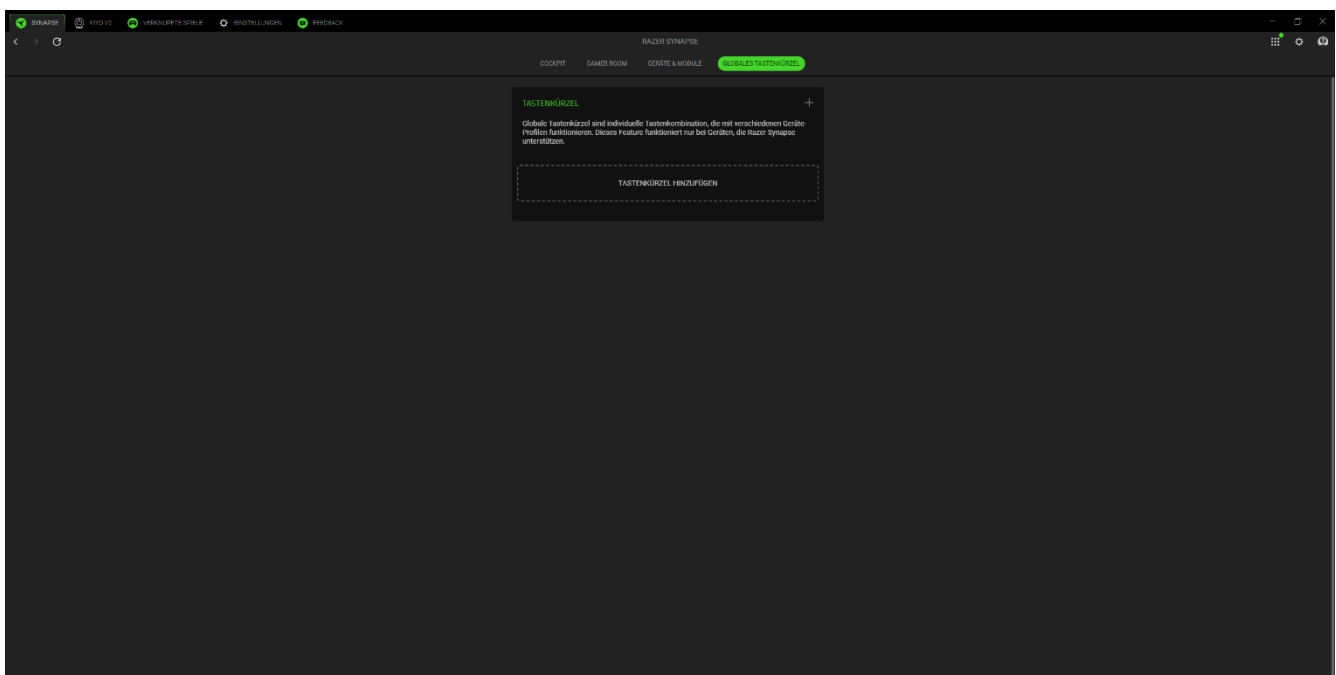 SYNAPSE KIYO V2 VERKNÜPFTE SPIELE EINSTELLUNGEN FEEDBACK
RAZER SYNAPSE
COCKPIT GAMER ROOM GERÄTE & MODULE GLOBALES TASTENKÜRZEL
TASTENKÜRZEL
Globale Tastenkürzel sind individuelle Tastenkombination, die mit verschiedenen Geräte-
Profilen funktionieren. Dieses Feature funktioniert nur bei Geräten, die Razer Synapse
unterstützen.
TASTENKÜRZEL HINZUFÜGEN